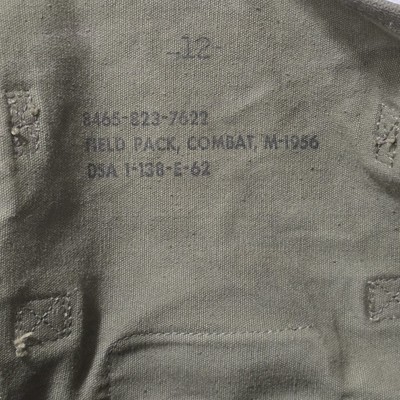 -12-
8465-823-7622
FIELD PACK, COMBAT, M-1956
DSA 1-138-E-62